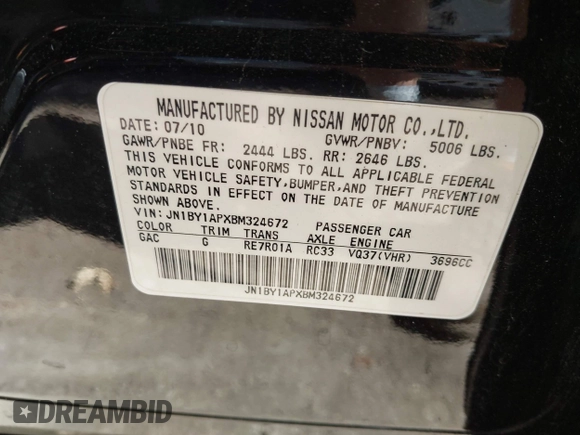 MANUFACTURED BY NISSAN MOTOR CO.,LTD.
DATE: 07/10 GVWR/PNBV: 5006 LBS.
GAWR/PNBE FR: 2444 LBS. RR: 2646 LBS.
THIS VEHICLE CONFORMS TO ALL APPLICABLE FEDERAL
MOTOR VEHICLE SAFETY, BUMPER, AND THEFT PREVENTION
STANDARDS IN EFFECT ON THE DATE OF MANUFACTURE
SHOWN ABOVE.
VIN: JN1BY1APXBM324672 PASSENGER CAR
COLOR TRIM TRANS AXLE ENGINE
GAC G RE7R01A RC33 VQ37(VHR) 3696CC
JN1BY1APXBM324672
DREAMBID